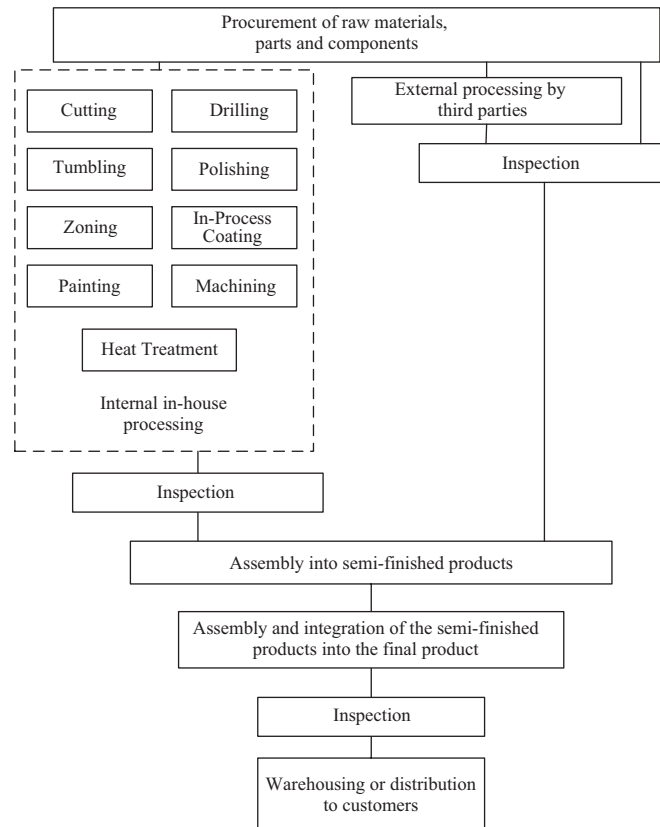 Procurement of raw materials,
parts and components
External processing by
third parties
Inspection
Cutting
Drilling
Tumbling
Polishing
Zoning
In-Process
Coating
Painting
Machining
Heat Treatment
Internal in-house
processing
Inspection
Assembly into semi-finished products
Assembly and integration of the semi-finished
products into the final product
Inspection
Warehousing or distribution
to customers